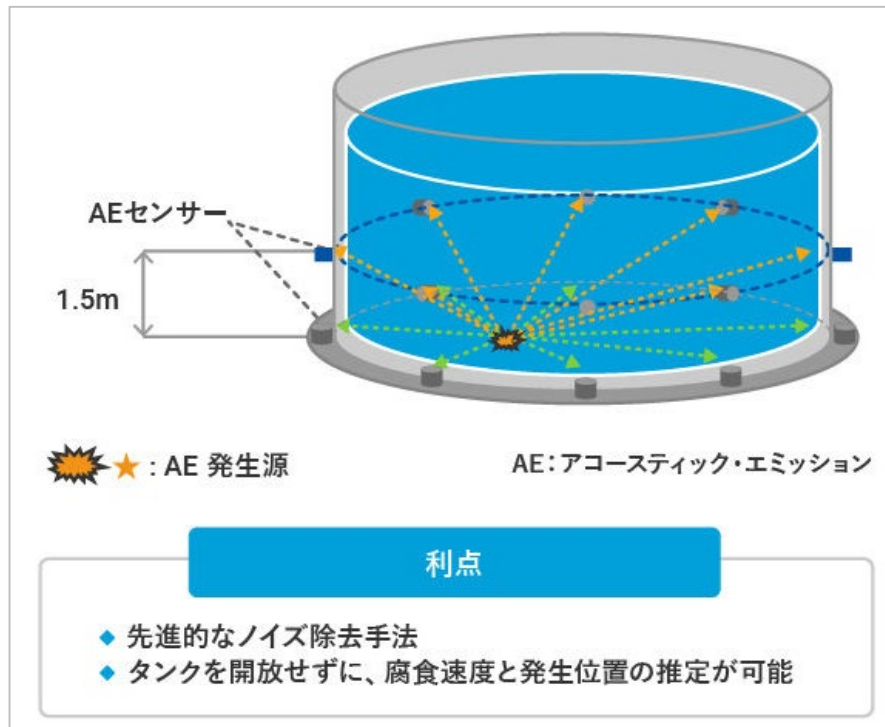 AEセンサー
1.5m
: AE 発生源
AE:アコースティック・エミッション
利点
先進的なノイズ除去手法
タンクを開放せずに、腐食速度と発生位置の推定が可能